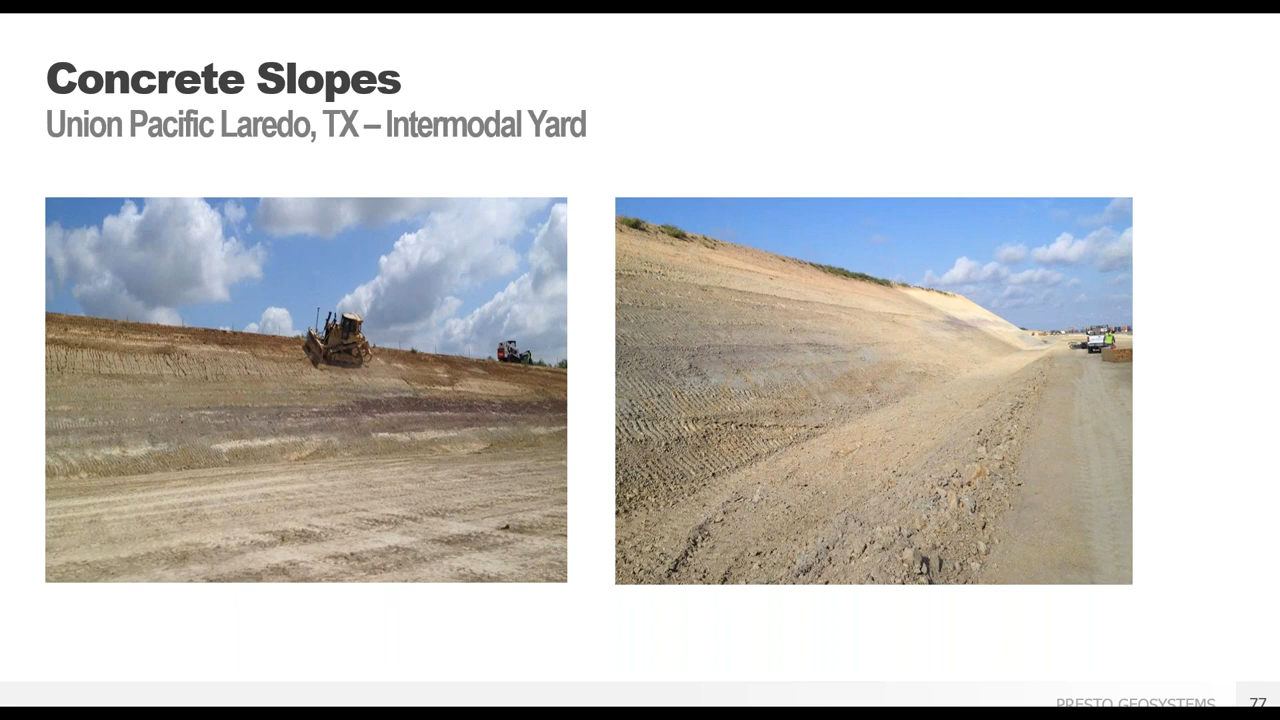 Concrete Slopes
Union Pacific Laredo, TX – Intermodal Yard
PRESTO GEOSYSTEMS
77